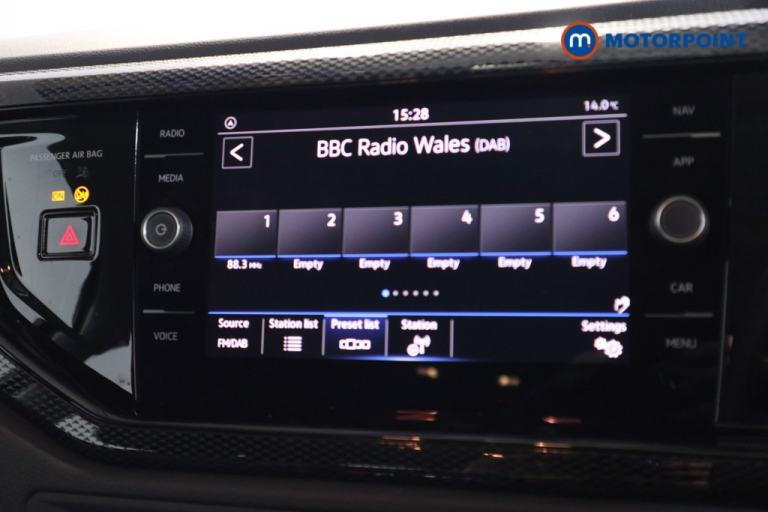 MOTORPOINT
15:28
14.0°C
BBC Radio Wales (DAB)
1 2 3 4 5 6
88.3 MHz Empty Empty Empty Empty Empty
Source Station list Preset list Station Settings
FM/DAB
RADIO
MEDIA
PHONE
VOICE
NAV
APP
CAR
MENU
PASSENGER AIR BAG
OFF
ON